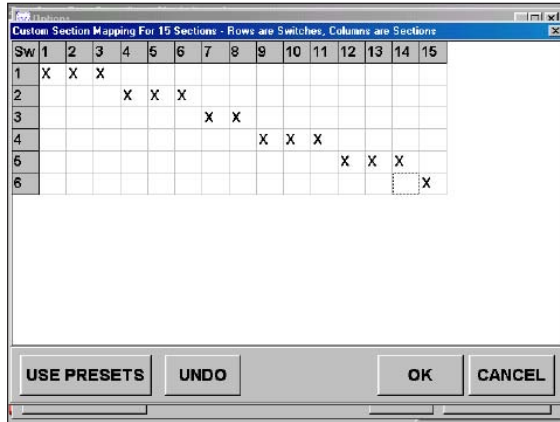 Options
Custom Section Mapping For 15 Sections - Rows are Switches, Columns are Sections
Sw 1 2 3 4 5 6 7 8 9 10 11 12 13 14 15
1 X X X
2 X X X
3 X X
4 X X X
5 X X X
6 X
USE PRESETS UNDO OK CANCEL